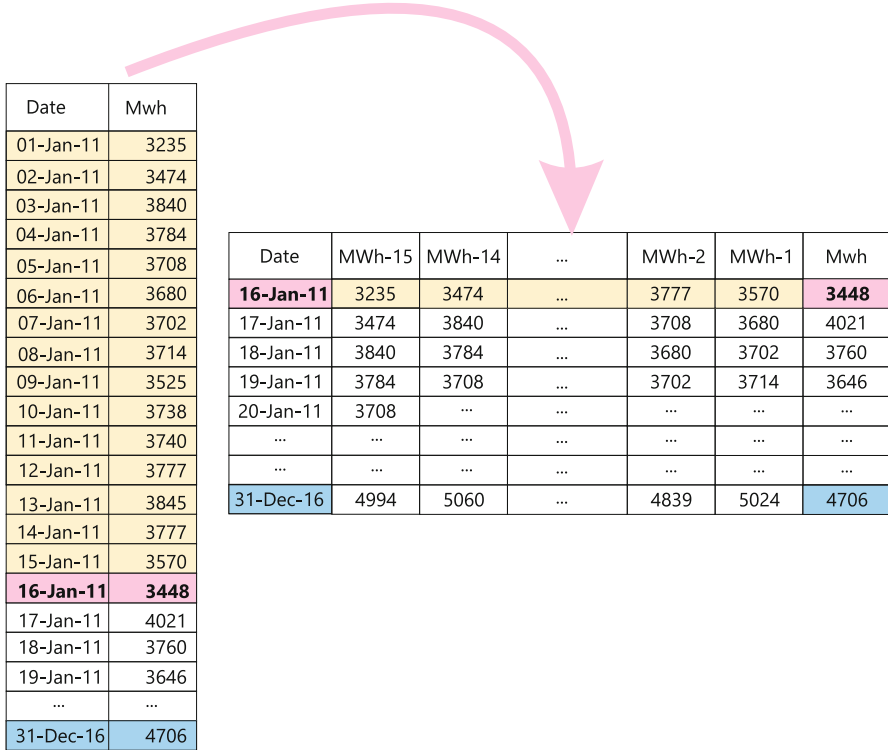 Date Mwh
01-Jan-11 3235
02-Jan-11 3474
03-Jan-11 3840
04-Jan-11 3784
05-Jan-11 3708
06-Jan-11 3680
07-Jan-11 3702
08-Jan-11 3714
09-Jan-11 3525
10-Jan-11 3738
11-Jan-11 3740
12-Jan-11 3777
13-Jan-11 3845
14-Jan-11 3777
15-Jan-11 3570
16-Jan-11 3448
17-Jan-11 4021
18-Jan-11 3760
19-Jan-11 3646
... ...
31-Dec-16 4706
Date MWh-15 MWh-14 ... MWh-2 MWh-1 Mwh
16-Jan-11 3235 3474 ... 3777 3570 3448
17-Jan-11 3474 3840 ... 3708 3680 4021
18-Jan-11 3840 3784 ... 3680 3702 3760
19-Jan-11 3784 3708 ... 3702 3714 3646
20-Jan-11 3708 ... ... ... ... ...
... ... ... ... ... ... ...
... ... ... ... ... ... ...
31-Dec-16 4994 5060 ... 4839 5024 4706